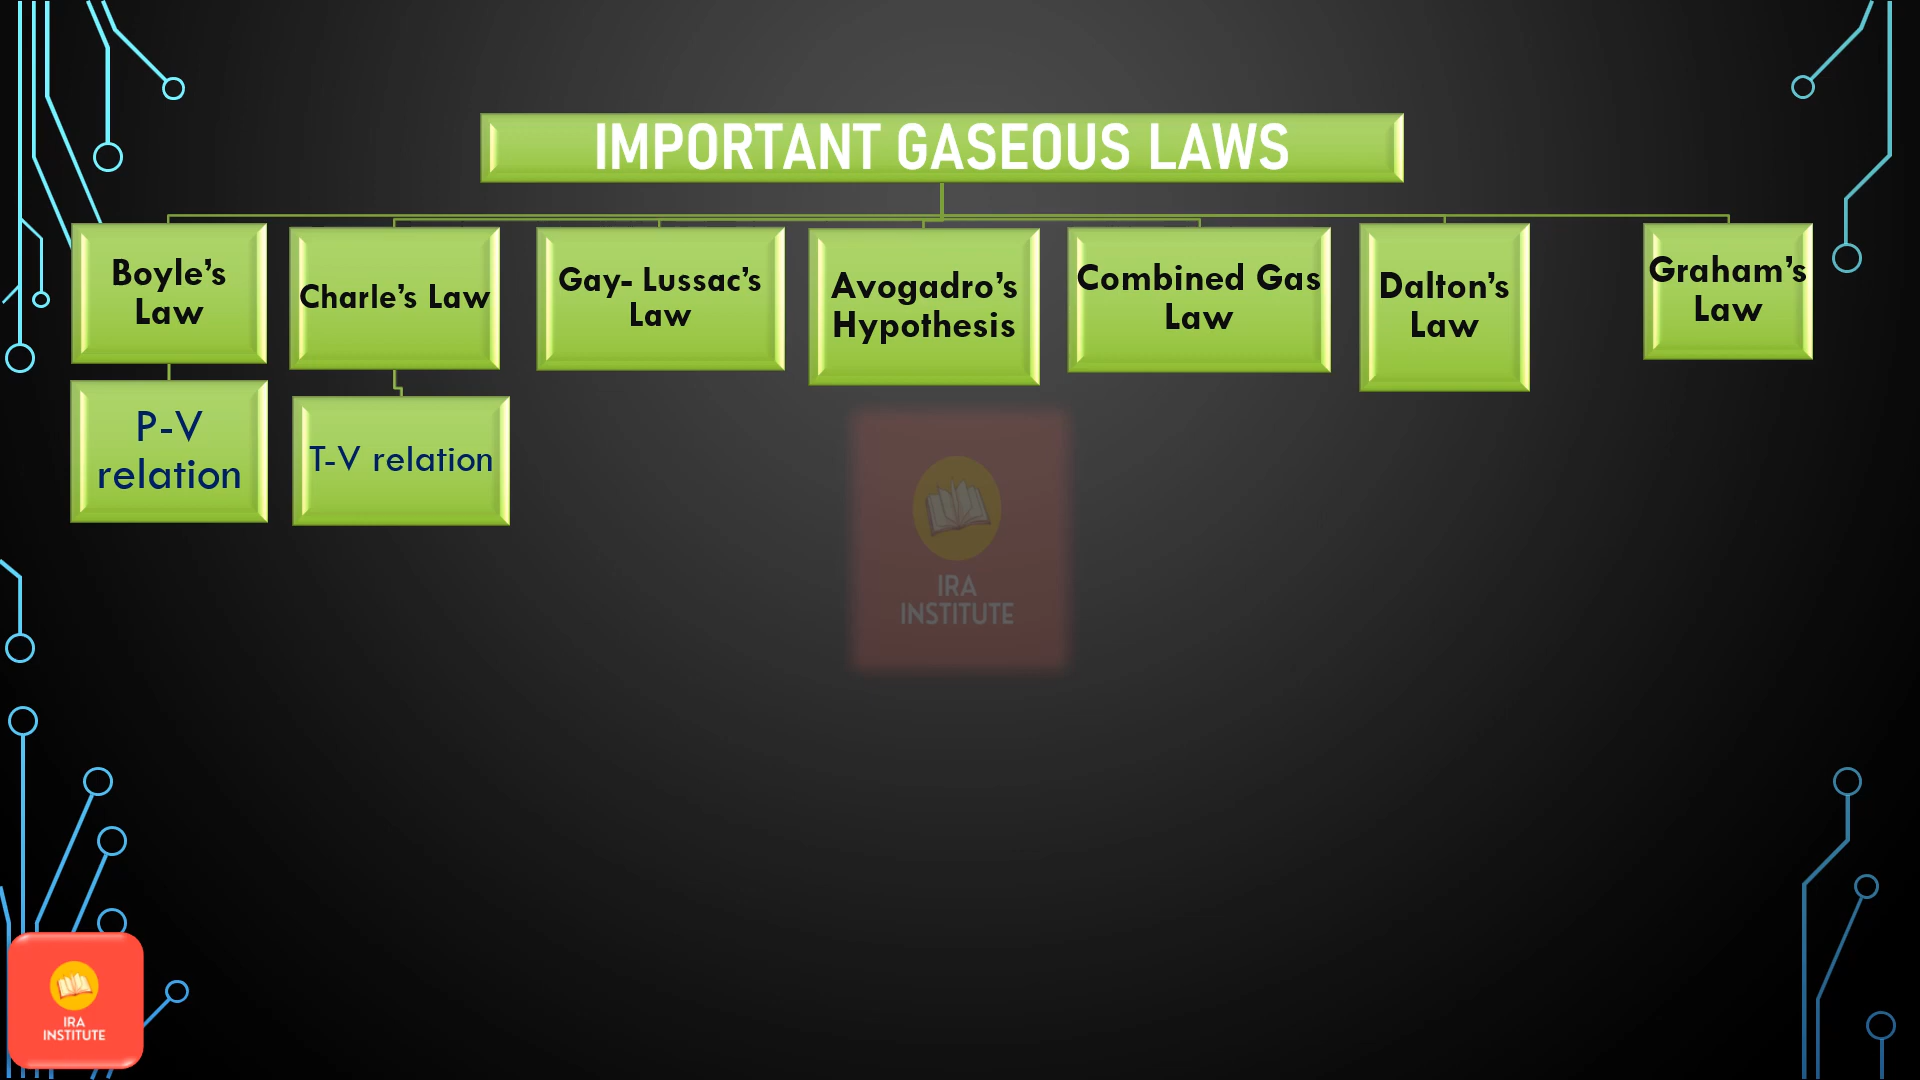 IMPORTANT GASEOUS LAWS
Boyle’s
Law
Charle’s Law
Gay- Lussac’s
Law
Avogadro’s
Hypothesis
Combined Gas
Law
Dalton’s
Law
Graham’s
Law
P-V
relation
T-V relation
IRA
INSTITUTE
IRA
INSTITUTE